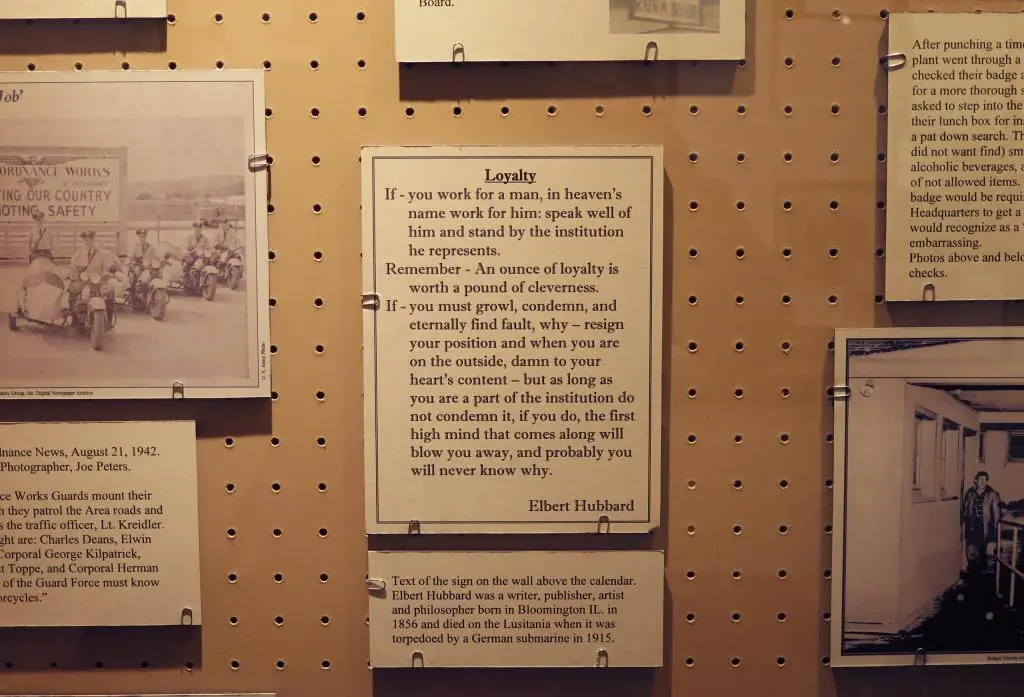 Board.
Job'
ORDNANCE WORKS
OUR COUNTRY
SAFETY
U. S. Army Photo
Inc. Digital Newspaper Archive
nance News, August 21, 1942.
Photographer, Joe Peters.
ce Works Guards mount their
h they patrol the Area roads and
s the traffic officer, Lt. Kreidler.
ght are: Charles Deans, Elwin
Corporal George Kilpatrick,
t Toppe, and Corporal Herman
of the Guard Force must know
orcycles.”
Loyalty
If - you work for a man, in heaven’s
name work for him: speak well of
him and stand by the institution
he represents.
Remember - An ounce of loyalty is
worth a pound of cleverness.
If - you must growl, condemn, and
eternally find fault, why – resign
your position and when you are
on the outside, damn to your
heart’s content – but as long as
you are a part of the institution do
not condemn it, if you do, the first
high mind that comes along will
blow you away, and probably you
will never know why.
Elbert Hubbard
Text of the sign on the wall above the calendar.
Elbert Hubbard was a writer, publisher, artist
and philosopher born in Bloomington IL. in
1856 and died on the Lusitania when it was
torpedoed by a German submarine in 1915.
After punching a tim
plant went through a
checked their badge a
for a more thorough s
asked to step into the
their lunch box for in
a pat down search. Th
did not want find) sm
alcoholic beverages, a
of not allowed items.
badge would be requi
Headquarters to get a
would recognize as a
embarrassing.
Photos above and belo
checks.